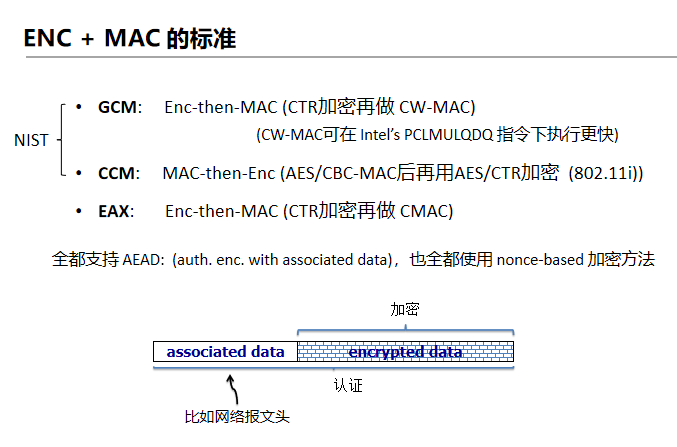 ENC + MAC 的标准
• GCM: Enc-then-MAC (CTR加密再做 CW-MAC)
(CW-MAC可在 Intel’s PCLMULQDQ 指令下执行更快)
NIST
• CCM: MAC-then-Enc (AES/CBC-MAC后再用AES/CTR加密 (802.11i))
• EAX: Enc-then-MAC (CTR加密再做 CMAC)
全都支持 AEAD: (auth. enc. with associated data)，也全都使用 nonce-based 加密方法
加密
associated data encrypted data
认证
比如网络报文头